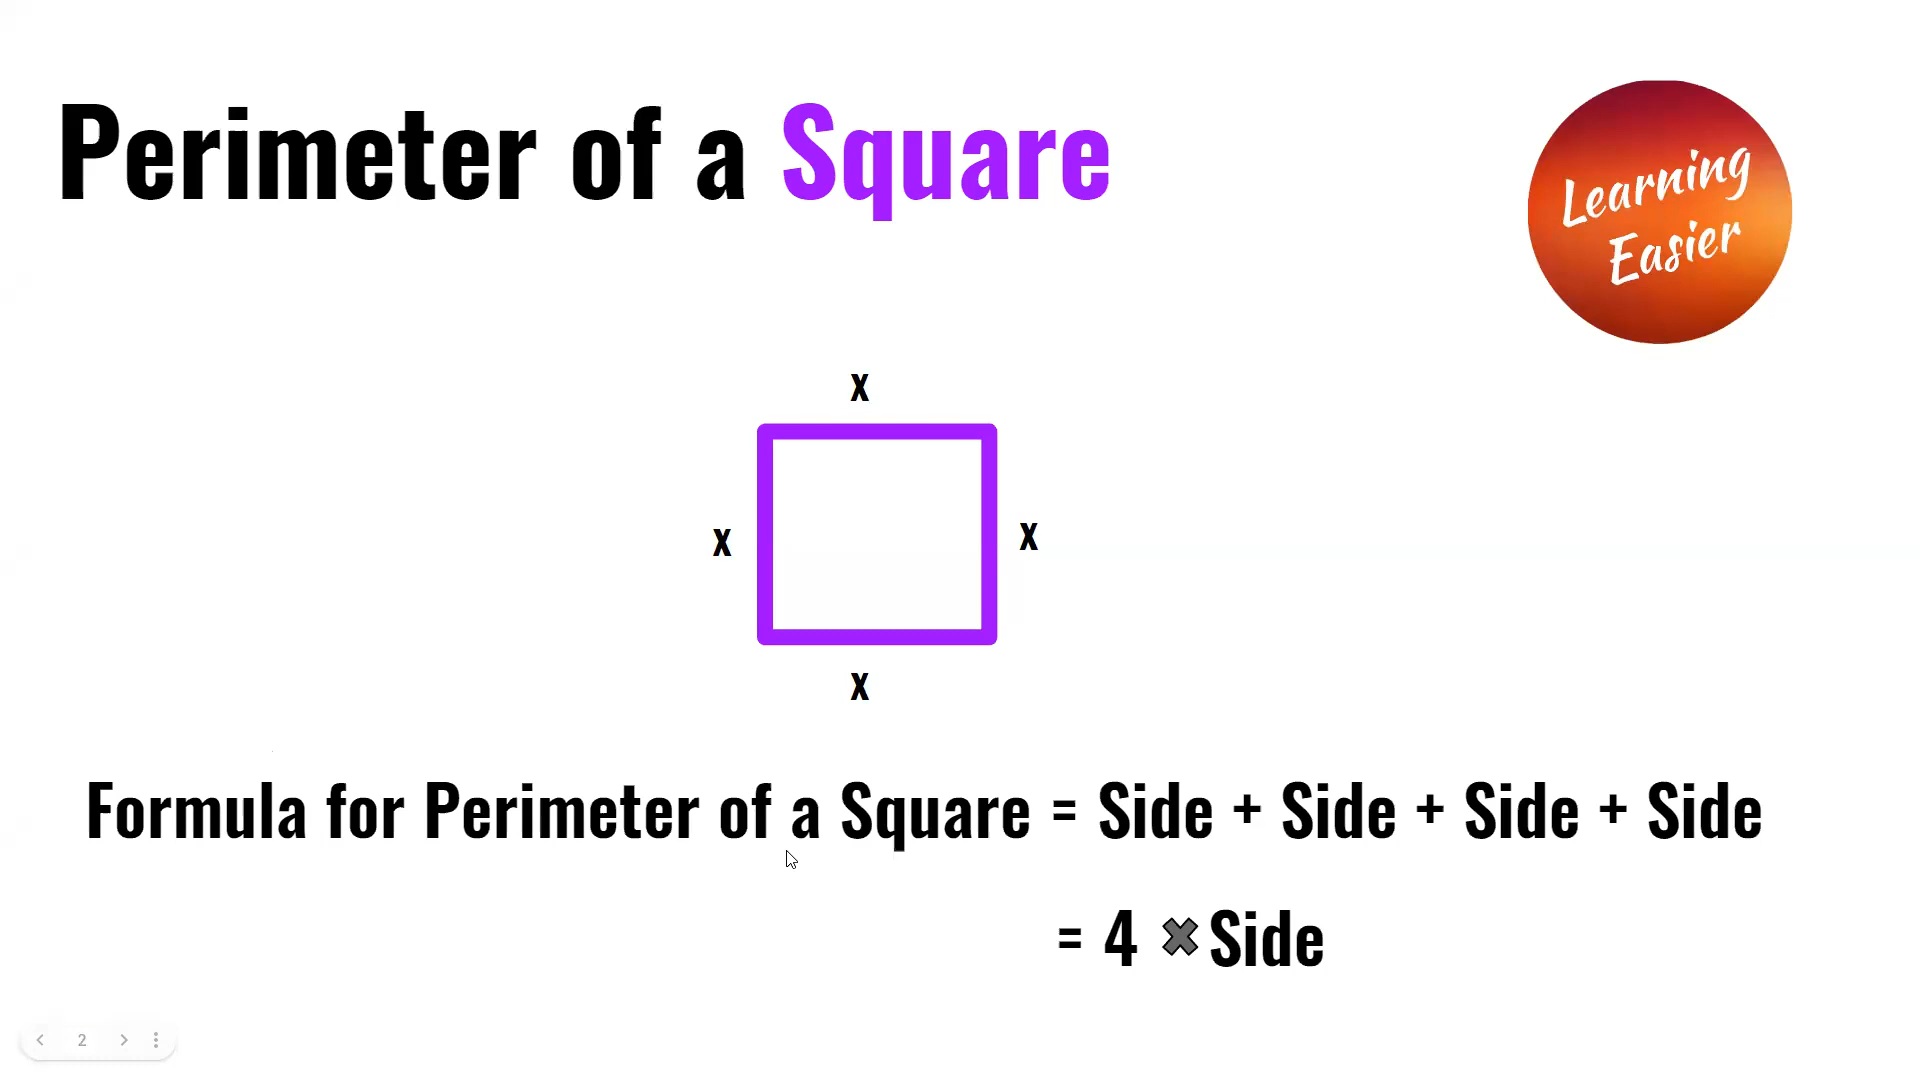 Perimeter of a Square
Learning
Easier
x
x
x
x
Formula for Perimeter of a Square = Side + Side + Side + Side
= 4 ✖ Side
2